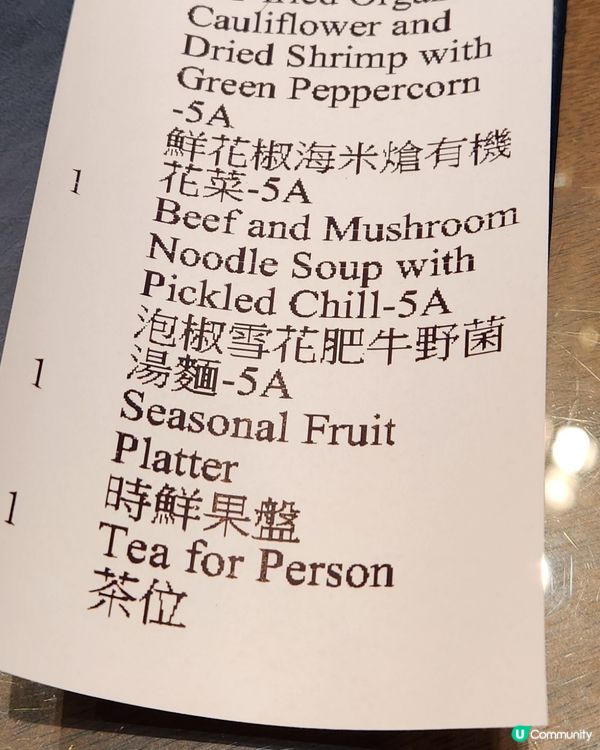 Cauliflower and
Dried Shrimp with
Green Peppercorn
-5A
鮮花椒海米熗有機
花菜-5A
1 Beef and Mushroom
Noodle Soup with
Pickled Chill-5A
泡椒雪花肥牛野菌
湯麵-5A
1 Seasonal Fruit
Platter
時鮮果盤
1 Tea for Person
茶位
U Community